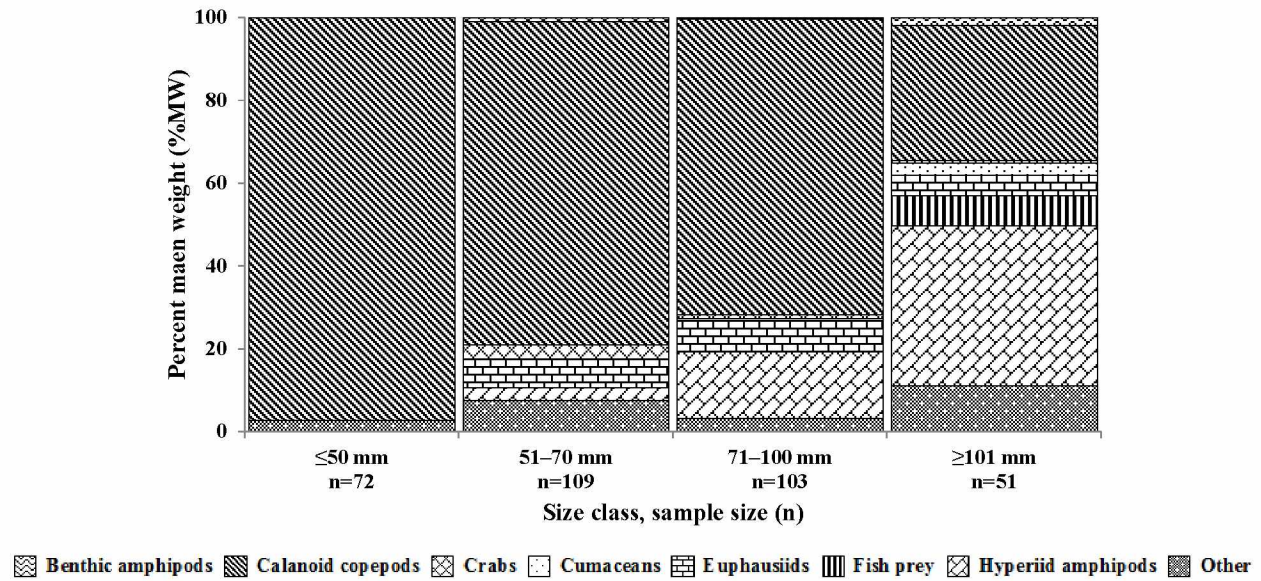 100
80
60
40
20
0
Percent maen weight (%MW)
≤50 mm 51–70 mm 71–100 mm ≥101 mm
n=72 n=109 n=103 n=51
Size class, sample size (n)
Benthic amphipods Calanoid copepods Crabs Cumaceans Euphausiids Fish prey Hyperiid amphipods Other